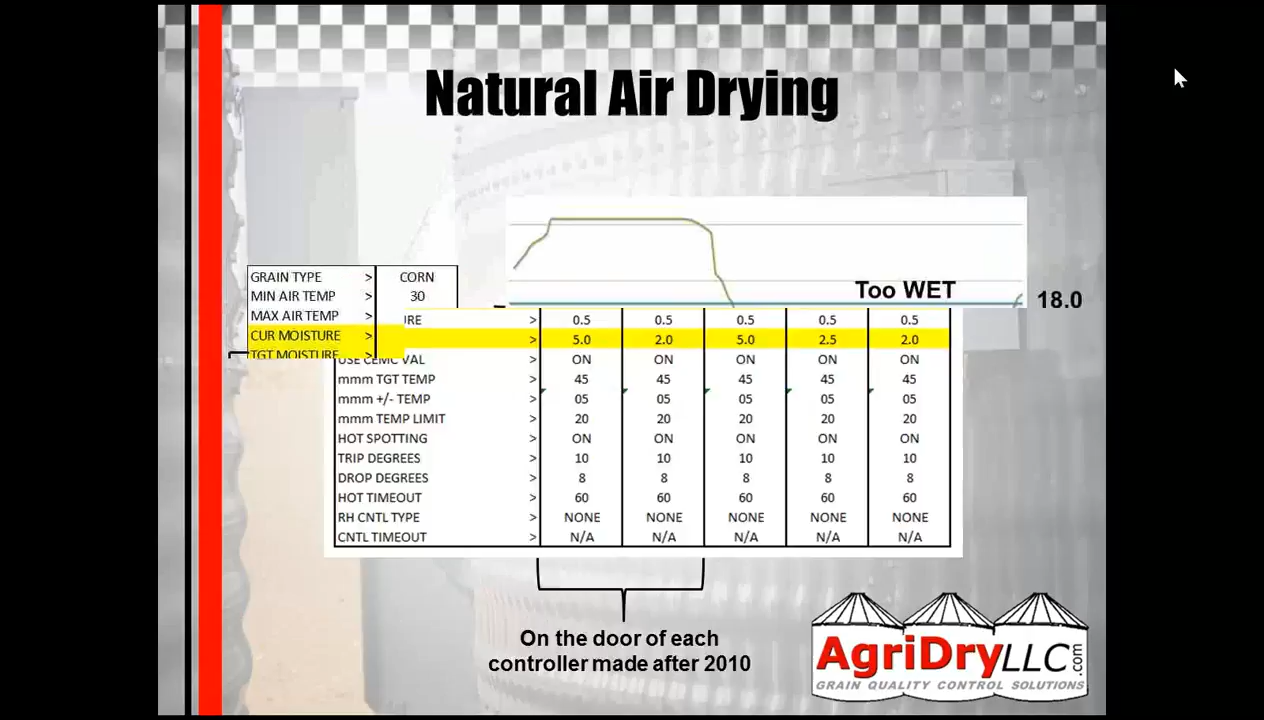 Natural Air Drying
Too WET
18.0
GRAIN TYPE > CORN
MIN AIR TEMP > 30
MAX AIR TEMP >
CUR MOISTURE >
TGT MOISTURE >
> 0.5 0.5 0.5 0.5 0.5
> 5.0 2.0 5.0 2.5 2.0
USE CEMC VAL > ON ON ON ON ON
mmm TGT TEMP > 45 45 45 45 45
mmm +/- TEMP > 05 05 05 05 05
mmm TEMP LIMIT > 20 20 20 20 20
HOT SPOTTING > ON ON ON ON ON
TRIP DEGREES > 10 10 10 10 10
DROP DEGREES > 8 8 8 8 8
HOT TIMEOUT > 60 60 60 60 60
RH CNTL TYPE > NONE NONE NONE NONE NONE
CNTL TIMEOUT > N/A N/A N/A N/A N/A
On the door of each
controller made after 2010
AgriDry LLC.com
GRAIN QUALITY CONTROL SOLUTIONS